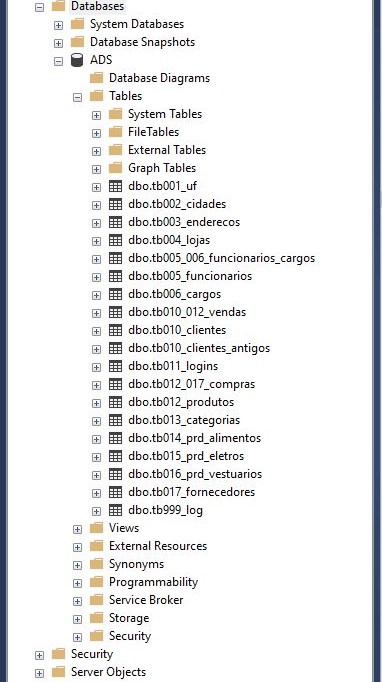 Databases
System Databases
Database Snapshots
ADS
Database Diagrams
Tables
System Tables
FileTables
External Tables
Graph Tables
dbo.tb001_uf
dbo.tb002_cidades
dbo.tb003_enderecos
dbo.tb004_lojas
dbo.tb005_006_funcionarios_cargos
dbo.tb005_funcionarios
dbo.tb006_cargos
dbo.tb010_012_vendas
dbo.tb010_clientes
dbo.tb010_clientes_antigos
dbo.tb011_logins
dbo.tb012_017_compras
dbo.tb012_produtos
dbo.tb013_categorias
dbo.tb014_prd_alimentos
dbo.tb015_prd_eletros
dbo.tb016_prd_vestuarios
dbo.tb017_fornecedores
dbo.tb999_log
Views
External Resources
Synonyms
Programmability
Service Broker
Storage
Security
Security
Server Objects